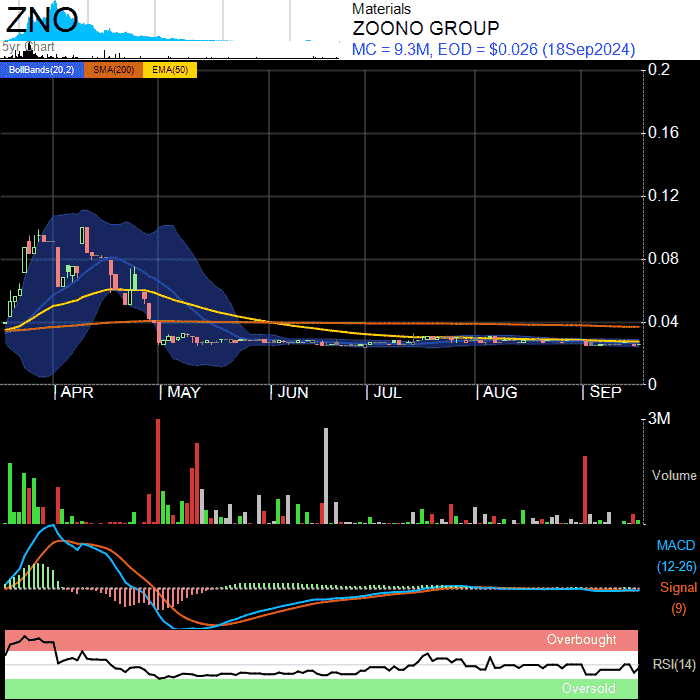 ZNO
5yr Chart
Materials
ZOONO GROUP
MC = 9.3M, EOD = $0.026 (18Sep2024)
BollBands(20,2) SMA(200) EMA(50)
0.2
0.16
0.12
0.08
0.04
0
APR MAY JUN JUL AUG SEP
3M
Volume
MACD
(12-26)
Signal
(9)
Overbought
RSI(14)
Oversold